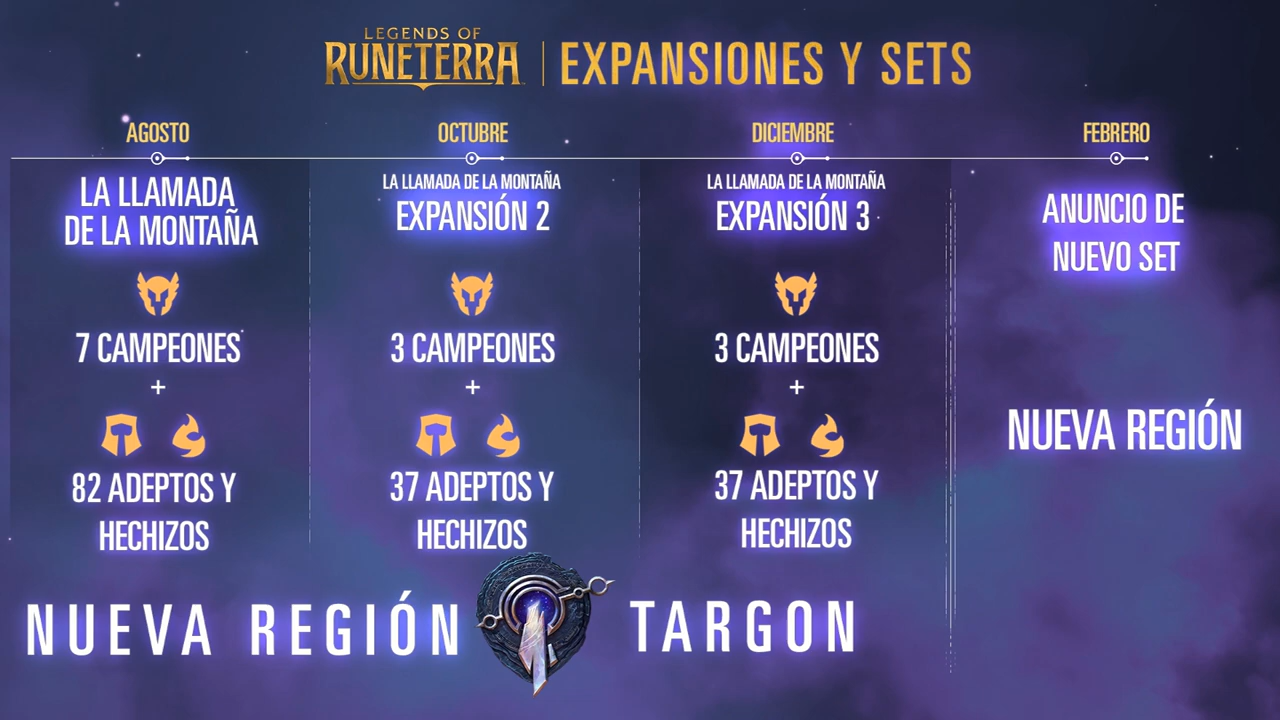 LEGENDS OF
RUNETERRA
EXPANSIONES Y SETS
AGOSTO
LA LLAMADA
DE LA MONTAÑA
7 CAMPEONES
+
82 ADEPTOS Y
HECHIZOS
OCTUBRE
LA LLAMADA DE LA MONTAÑA
EXPANSIÓN 2
3 CAMPEONES
+
37 ADEPTOS Y
HECHIZOS
DICIEMBRE
LA LLAMADA DE LA MONTAÑA
EXPANSIÓN 3
3 CAMPEONES
+
37 ADEPTOS Y
HECHIZOS
FEBRERO
ANUNCIO DE
NUEVO SET
NUEVA REGIÓN
NUEVA REGIÓN TARGON